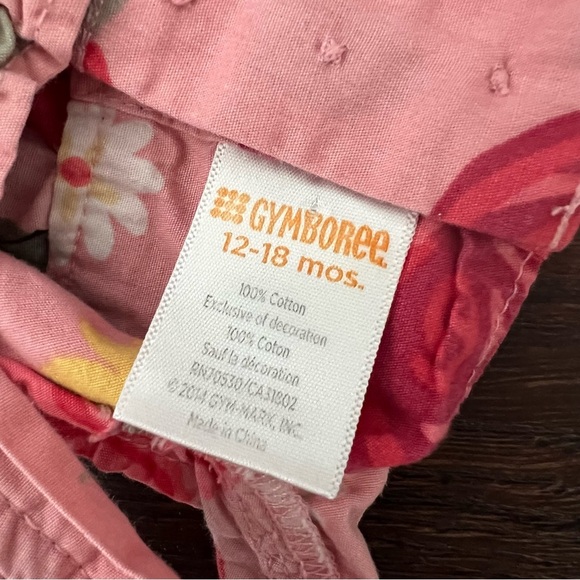 GYMBOREE
12-18 mos.
100% Cotton
Exclusive of decoration
100% Coton
Sauf la décoration
RN70530/CA31902
© 2014 GYM-MARK, INC.
Made in China